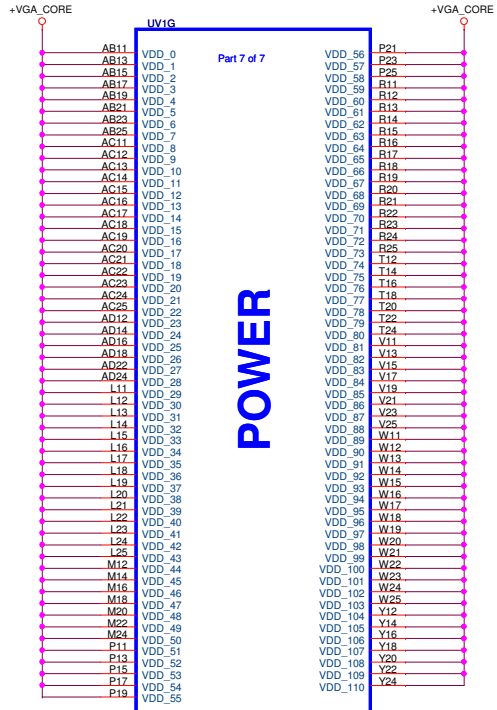 +VGA_CORE
+VGA_CORE
UV1G
Part 7 of 7
AB11 VDD_0
AB13 VDD_1
AB15 VDD_2
AB17 VDD_3
AB19 VDD_4
AB21 VDD_5
AB23 VDD_6
AB25 VDD_7
AC11 VDD_8
AC12 VDD_9
AC13 VDD_10
AC14 VDD_11
AC15 VDD_12
AC16 VDD_13
AC17 VDD_14
AC18 VDD_15
AC19 VDD_16
AC20 VDD_17
AC21 VDD_18
AC22 VDD_19
AC23 VDD_20
AC24 VDD_21
AC25 VDD_22
AD12 VDD_23
AD14 VDD_24
AD16 VDD_25
AD18 VDD_26
AD22 VDD_27
AD24 VDD_28
L11 VDD_29
L12 VDD_30
L13 VDD_31
L14 VDD_32
L15 VDD_33
L16 VDD_34
L17 VDD_35
L18 VDD_36
L19 VDD_37
L20 VDD_38
L21 VDD_39
L22 VDD_40
L23 VDD_41
L24 VDD_42
L25 VDD_43
M12 VDD_44
M14 VDD_45
M16 VDD_46
M18 VDD_47
M20 VDD_48
M22 VDD_49
M24 VDD_50
P11 VDD_51
P13 VDD_52
P15 VDD_53
P17 VDD_54
P19 VDD_55
POWER
VDD_56 P21
VDD_57 P23
VDD_58 P25
VDD_59 R11
VDD_60 R12
VDD_61 R13
VDD_62 R14
VDD_63 R15
VDD_64 R16
VDD_65 R17
VDD_66 R18
VDD_67 R19
VDD_68 R20
VDD_69 R21
VDD_70 R22
VDD_71 R23
VDD_72 R24
VDD_73 R25
VDD_74 T12
VDD_75 T14
VDD_76 T16
VDD_77 T18
VDD_78 T20
VDD_79 T22
VDD_80 T24
VDD_81 V11
VDD_82 V13
VDD_83 V15
VDD_84 V17
VDD_85 V19
VDD_86 V21
VDD_87 V23
VDD_88 V25
VDD_89 W11
VDD_90 W12
VDD_91 W13
VDD_92 W14
VDD_93 W15
VDD_94 W16
VDD_95 W17
VDD_96 W18
VDD_97 W19
VDD_98 W20
VDD_99 W21
VDD_100 W22
VDD_101 W23
VDD_102 W24
VDD_103 W25
VDD_104 Y12
VDD_105 Y14
VDD_106 Y16
VDD_107 Y18
VDD_108 Y20
VDD_109 Y22
VDD_110 Y24